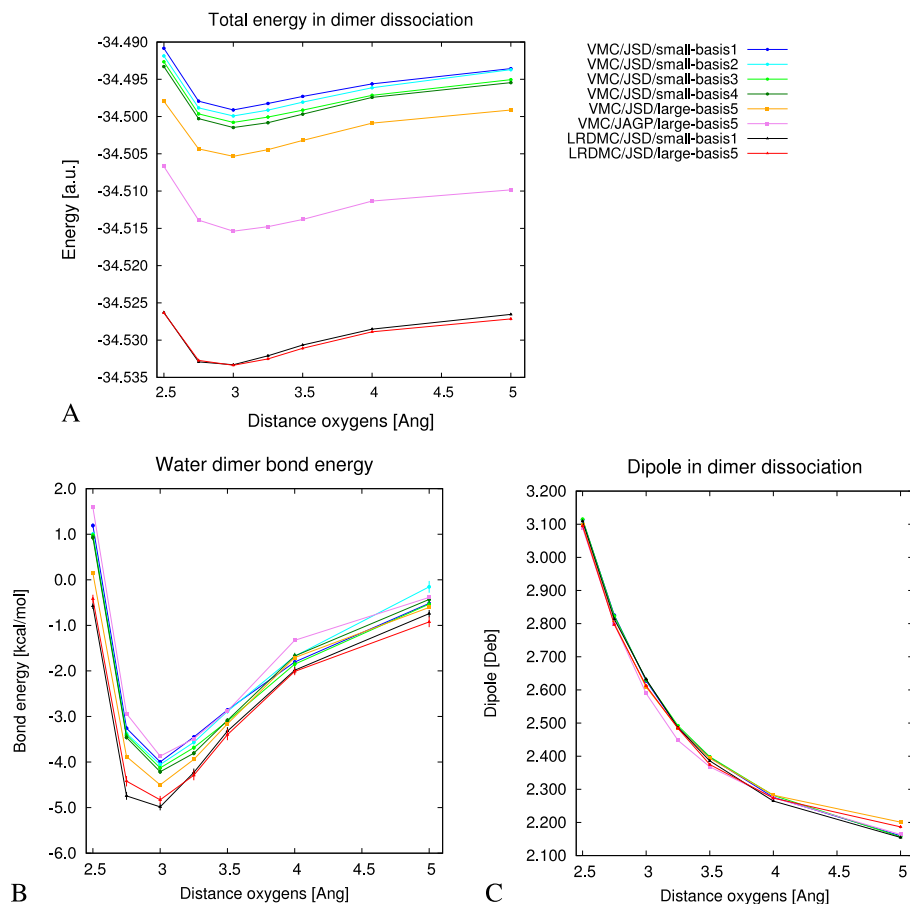 Total energy in dimer dissociation
-34.490
-34.495
-34.500
-34.505
-34.510
-34.515
-34.520
-34.525
-34.530
-34.535
Energy [a.u.]
2.5 3 3.5 4 4.5 5
Distance oxygens [Ang]
A
VMC/JSD/small-basis1
VMC/JSD/small-basis2
VMC/JSD/small-basis3
VMC/JSD/small-basis4
VMC/JSD/large-basis5
VMC/JAGP/large-basis5
LRDMC/JSD/small-basis1
LRDMC/JSD/large-basis5
Water dimer bond energy
2.0
1.0
0.0
-1.0
-2.0
-3.0
-4.0
-5.0
-6.0
Bond energy [kcal/mol]
2.5 3 3.5 4 4.5 5
Distance oxygens [Ang]
B
Dipole in dimer dissociation
3.100
3.200
3.000
2.900
2.800
2.700
2.600
2.500
2.400
2.300
2.200
2.100
Dipole [Deb]
2.5 3 3.5 4 4.5 5
Distance oxygens [Ang]
C